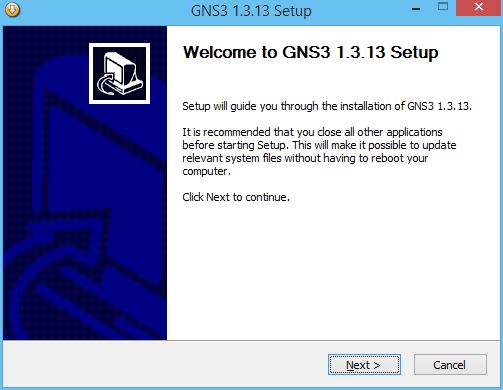 GNS3 1.3.13 Setup
Welcome to GNS3 1.3.13 Setup
Setup will guide you through the installation of GNS3 1.3.13.
It is recommended that you close all other applications
before starting Setup. This will make it possible to update
relevant system files without having to reboot your
computer.
Click Next to continue.
Next >
Cancel